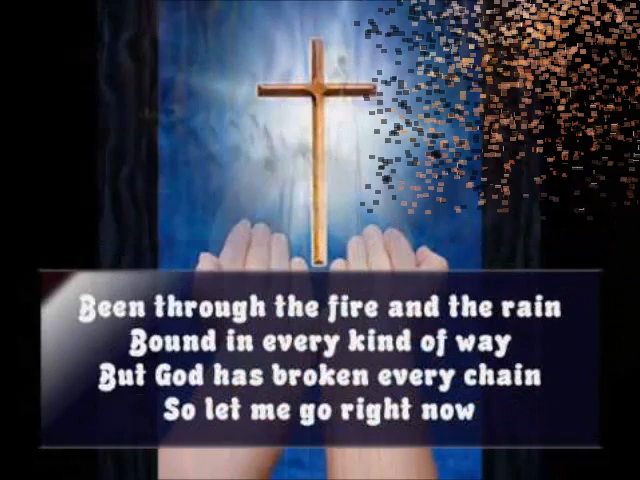 Been through the fire and the rain
Bound in every kind of way
But God has broken every chain
So let me go right now